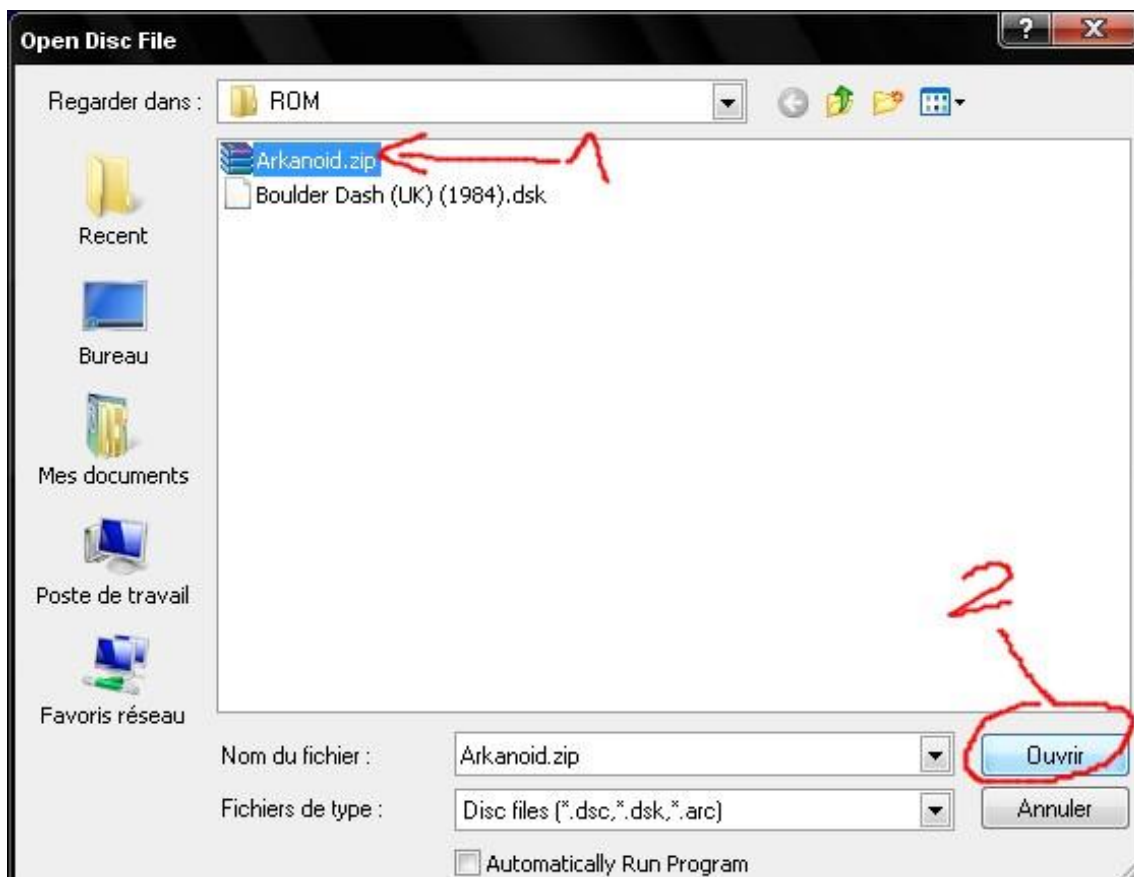 Open Disc File
?
X
Regarder dans :
ROM
Arkanoid.zip
1
Boulder Dash (UK) (1984).dsk
Recent
Bureau
Mes documents
Poste de travail
Favoris réseau
2
Nom du fichier :
Arkanoid.zip
Ouvrir
Fichiers de type :
Disc files (*.dsc,*.dsk,*.arc)
Annuler
Automatically Run Program